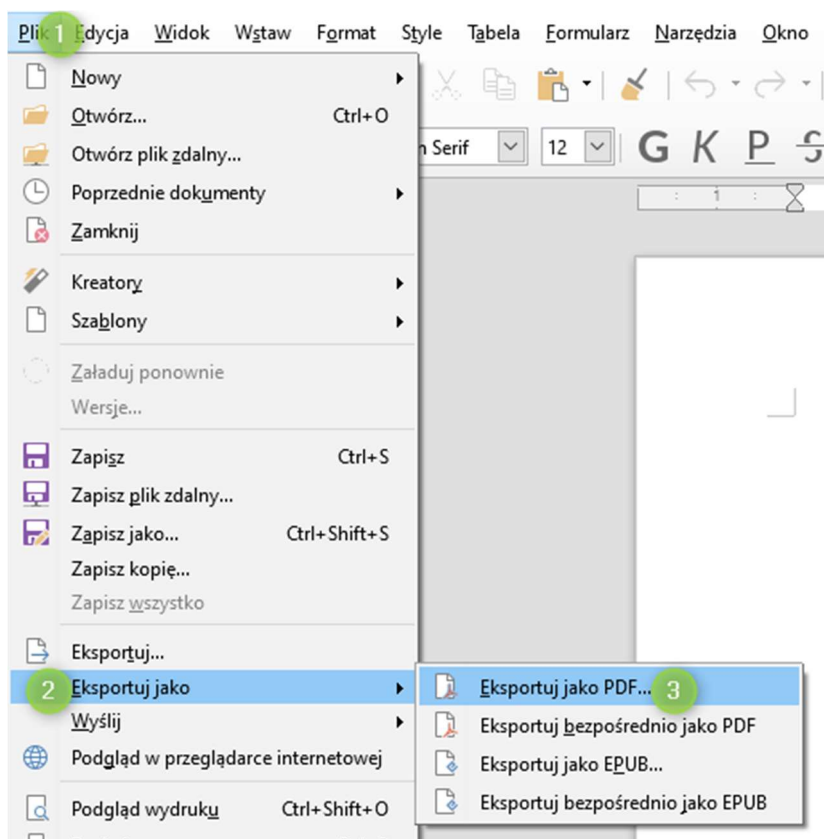 Plik 1 Edycja Widok Wstaw Format Style Tabela Formularz Narzędzia Okno
Nowy
Otwórz... Ctrl+O
Otwórz plik zdalny...
Serif 12 G K P S
Poprzednie dokumenty
1
Zamknij
Kreatory
Szablony
Załaduj ponownie
Wersje...
Zapisz Ctrl+S
Zapisz plik zdalny...
Zapisz jako... Ctrl+Shift+S
Zapisz kopię...
Zapisz wszystko
Eksportuj...
2 Eksportuj jako
Eksportuj jako PDF... 3
Wyślij
Eksportuj bezpośrednio jako PDF
Podgląd w przeglądarce internetowej
Eksportuj jako EPUB...
Podgląd wydruku Ctrl+Shift+O
Eksportuj bezpośrednio jako EPUB